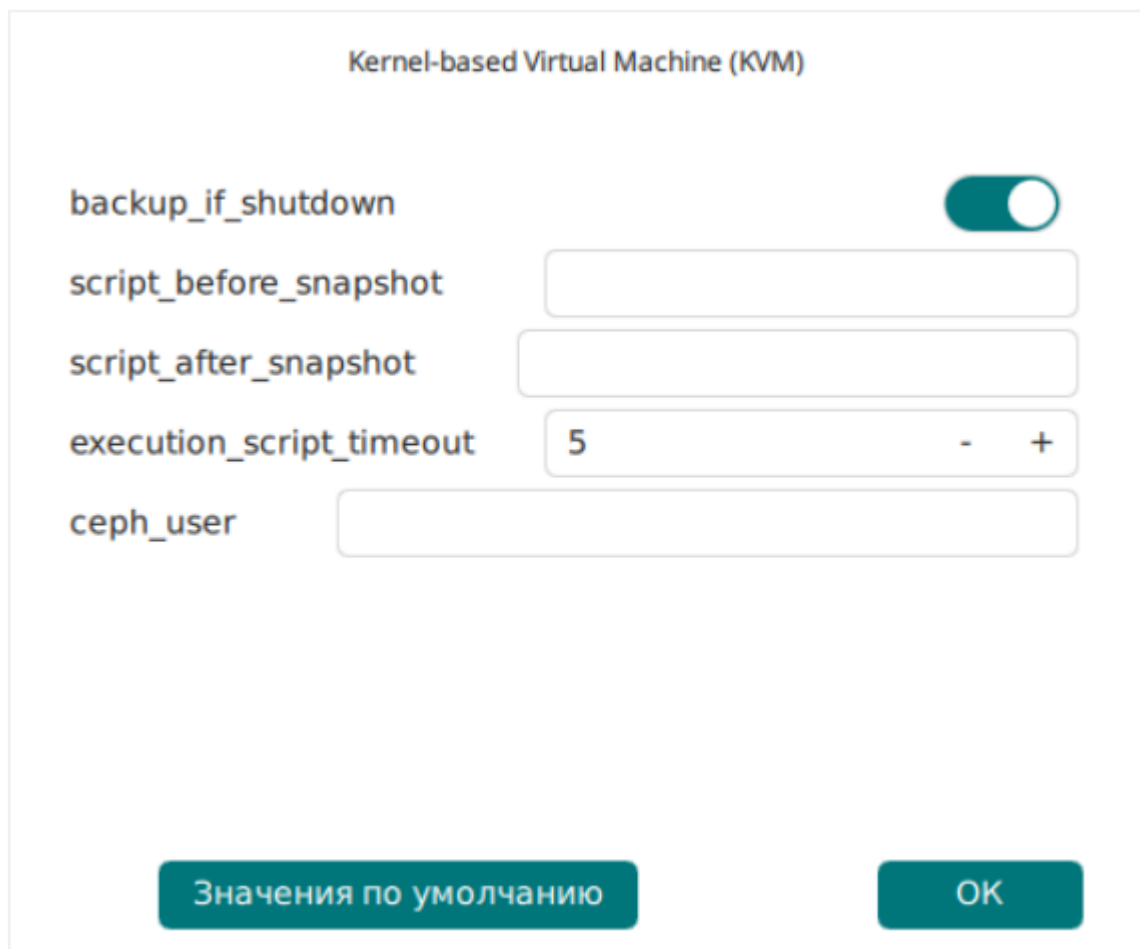 Kernel-based Virtual Machine (KVM)
backup_if_shutdown
script_before_snapshot
script_after_snapshot
execution_script_timeout 5 - +
ceph_user
Значения по умолчанию OK